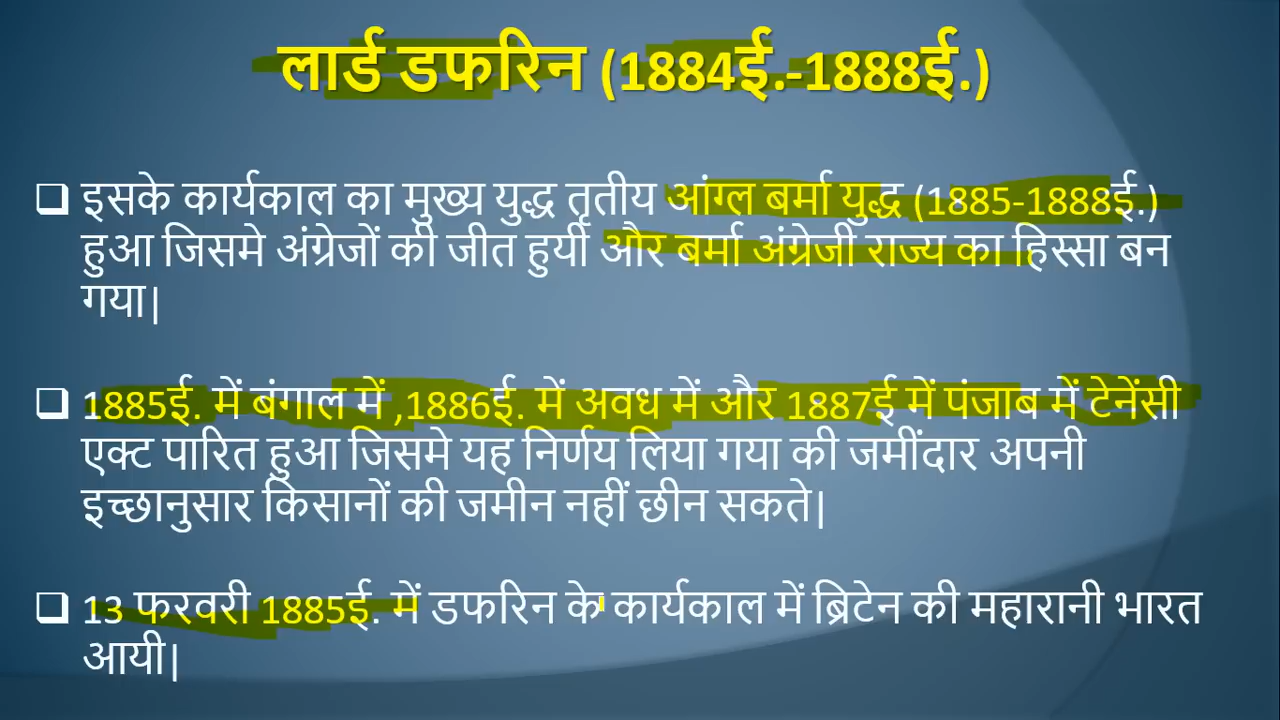 लार्ड डफरिन (1884ई.-1888ई.)
❑ इसके कार्यकाल का मुख्य युद्ध तृतीय आंग्ल बर्मा युद्ध (1885-1888ई.)
हुआ जिसमे अंग्रेजों की जीत हुयी और बर्मा अंग्रेजी राज्य का हिस्सा बन
गया|
❑ 1885ई. में बंगाल में ,1886ई. में अवध में और 1887ई में पंजाब में टेनेंसी
एक्ट पारित हुआ जिसमे यह निर्णय लिया गया की जमींदार अपनी
इच्छानुसार किसानों की जमीन नहीं छीन सकते|
❑ 13 फरवरी 1885ई. में डफरिन के कार्यकाल में ब्रिटेन की महारानी भारत
आयी|